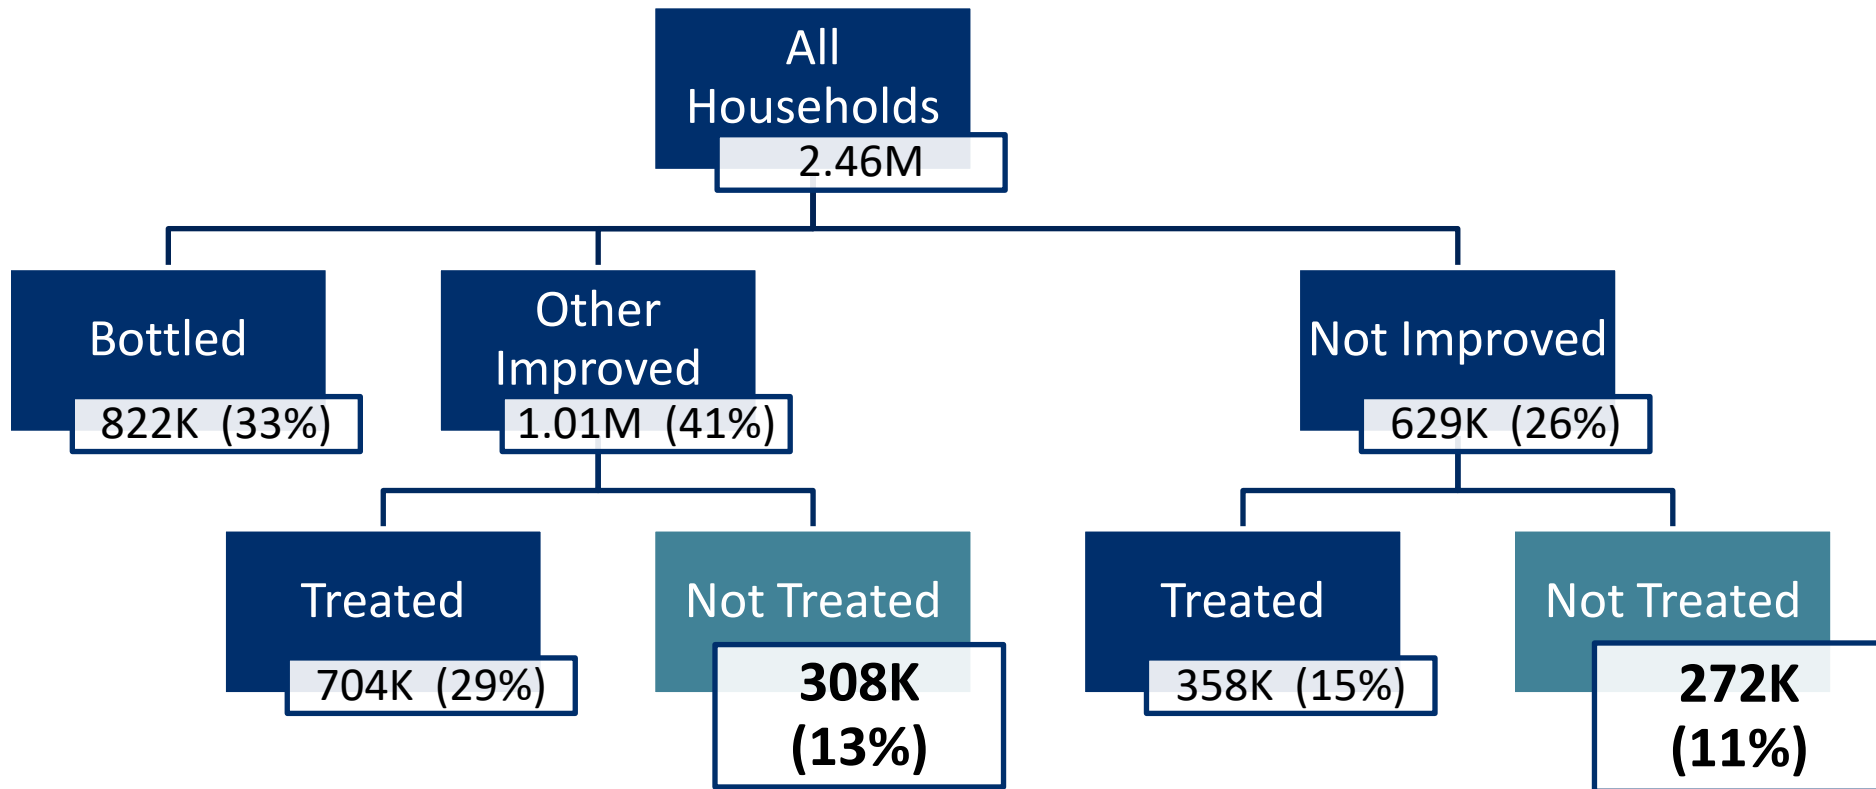 All
Households
2.46M
Bottled
822K (33%)
Other
Improved
1.01M (41%)
Not Improved
629K (26%)
Treated
704K (29%)
Not Treated
308K
(13%)
Treated
358K (15%)
Not Treated
272K
(11%)